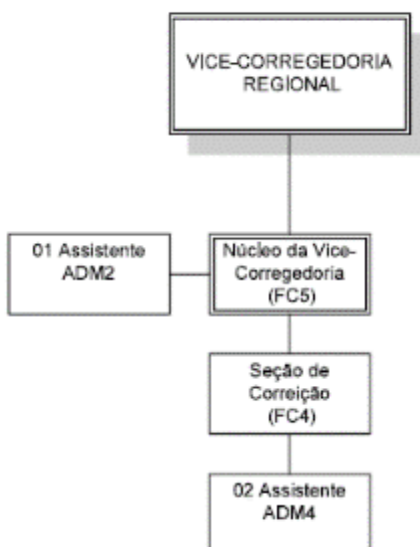 VICE-CORREGEDORIA
REGIONAL
01 Assistente
ADM2
Núcleo da Vice-
Corregedoria
(FC5)
Seção de
Correição
(FC4)
02 Assistente
ADM4